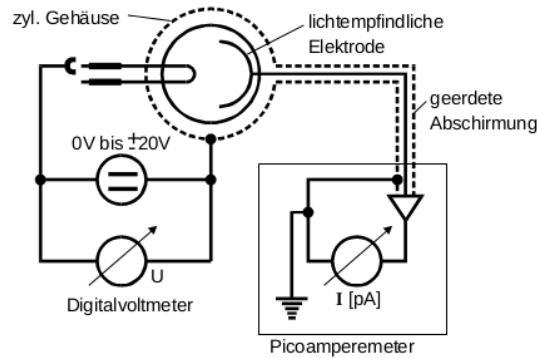 zyl. Gehäuse
lichtempfindliche
Elektrode
geerdete
Abschirmung
0V bis ±20V
U
Digitalvoltmeter
I [pA]
Picoamperemeter